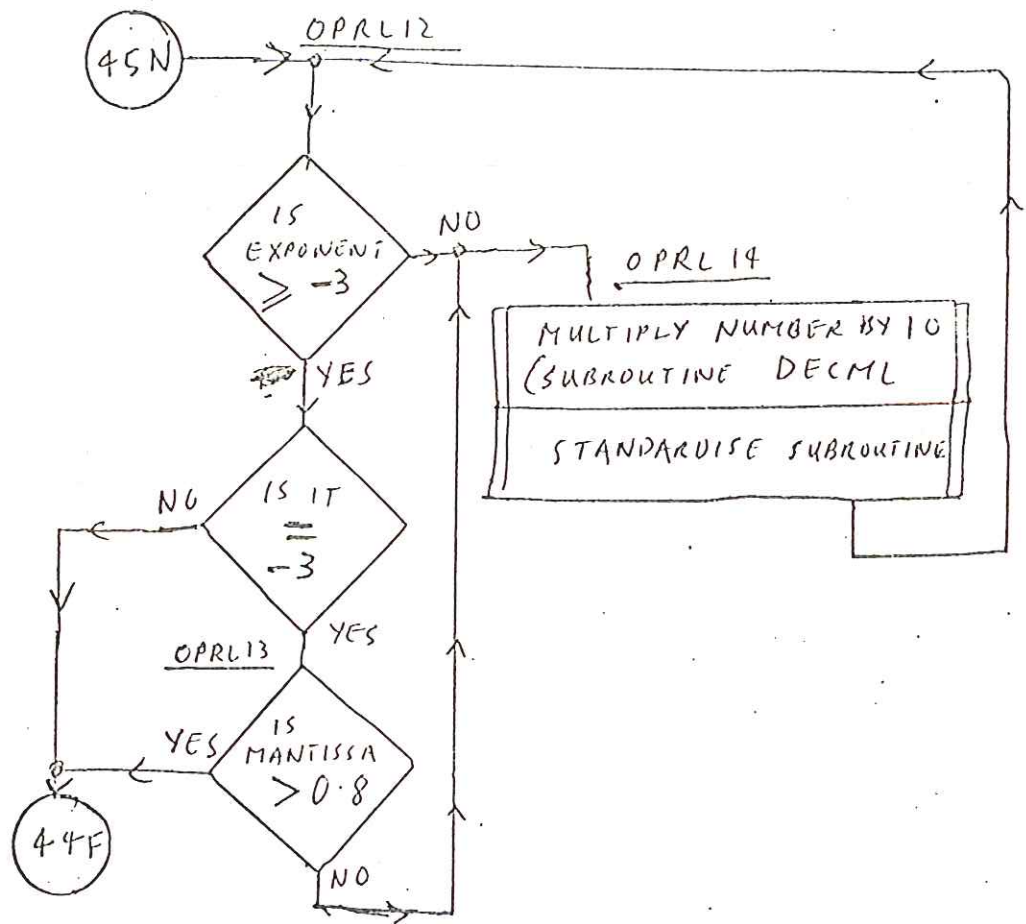 OPRL12
45N
IS
EXPONENT
≥ -3
NO
OPRL 14
MULTIPLY NUMBER BY 10
(SUBROUTINE DECML
STANDARDISE SUBROUTINE
YES
NO
IS IT
=
-3
YES
OPRL13
YES
IS
MANTISSA
> 0.8
44F
NO